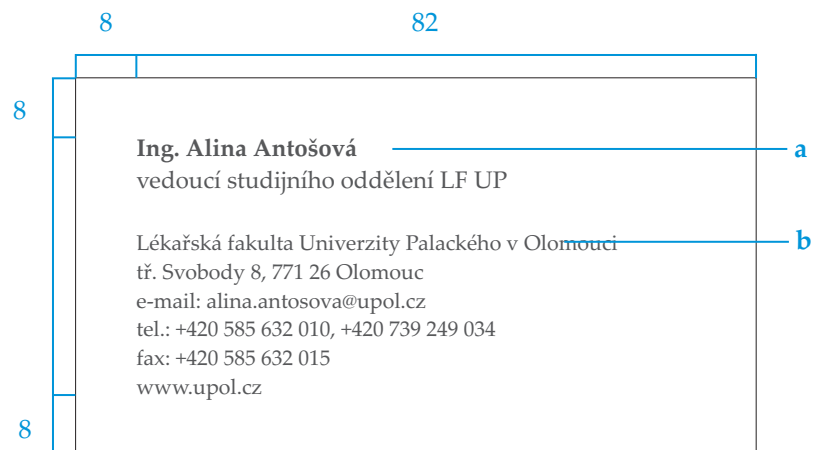 8 82
8
Ing. Alina Antošová a
vedoucí studijního oddělení LF UP
Lékařská fakulta Univerzity Palackého v Olomouci b
tř. Svobody 8, 771 26 Olomouc
e-mail: alina.antosova@upol.cz
tel.: +420 585 632 010, +420 739 249 034
fax: +420 585 632 015
www.upol.cz
8